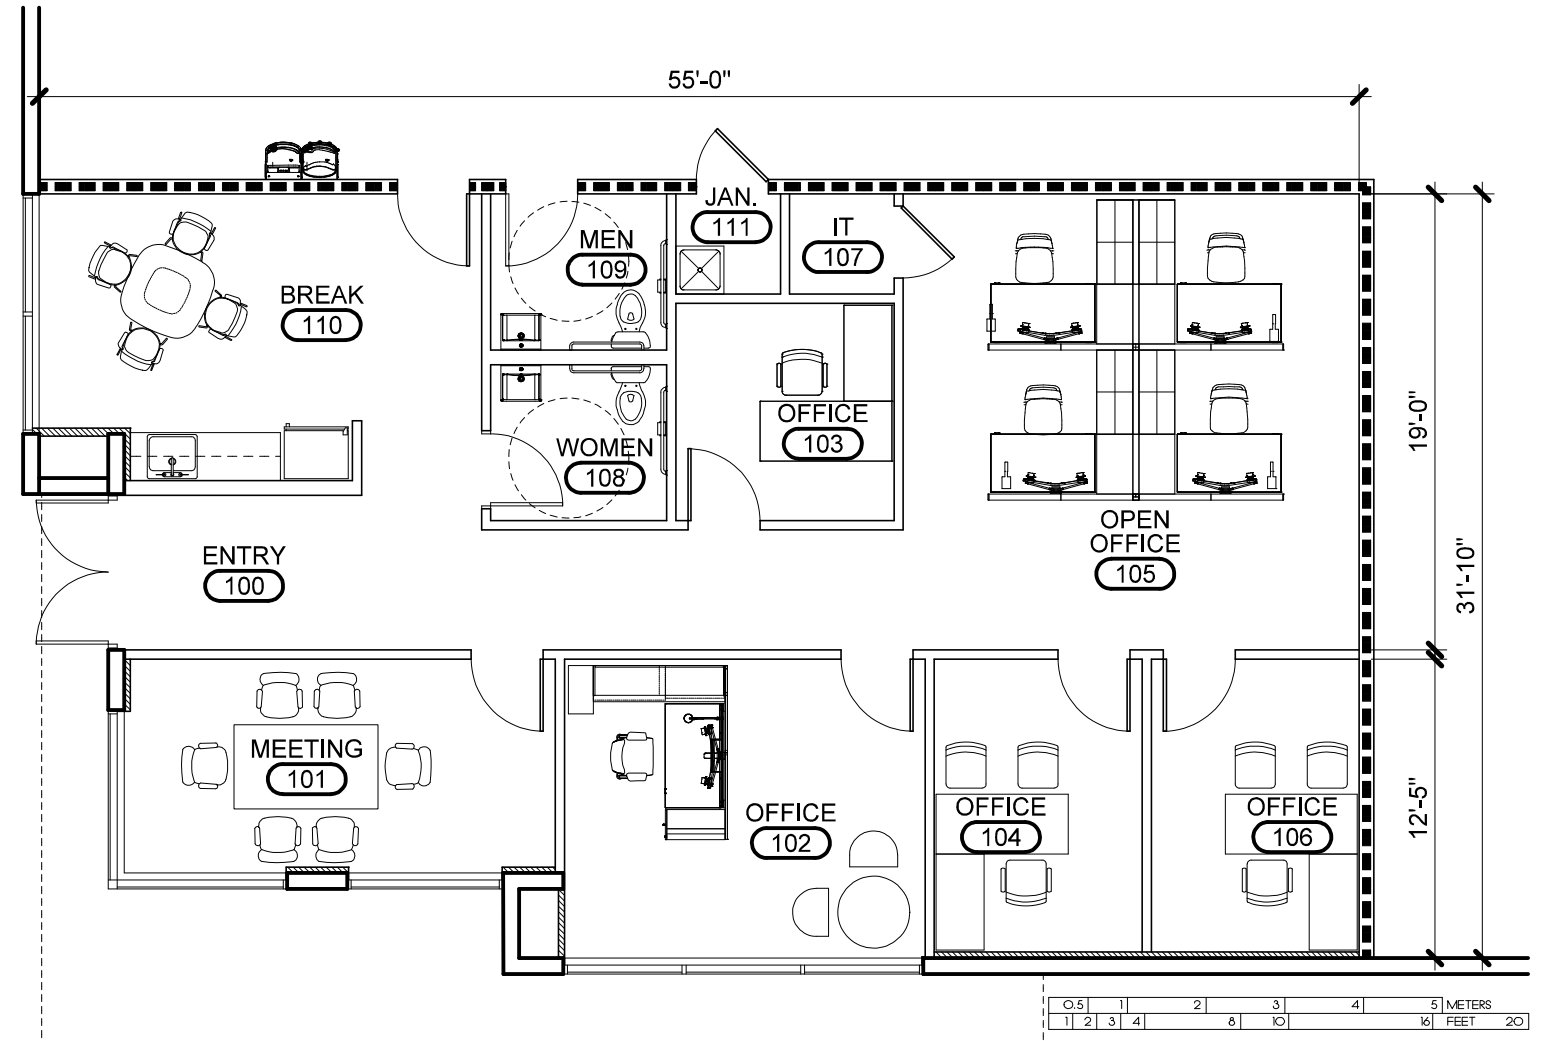 55'-0"
JAN.
111
MEN
109
IT
107
BREAK
110
OFFICE
103
WOMEN
108
19'-0"
OPEN
OFFICE
105
ENTRY
100
31'-10"
MEETING
101
OFFICE
102
OFFICE
104
OFFICE
106
12'-5"
0.5 1 2 3 4 5 METERS
1 2 3 4 8 10 16 FEET 20